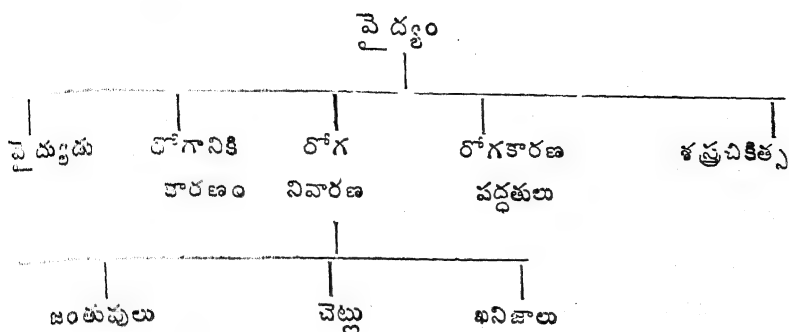 వైద్యం
వైద్యుడు రోగానికి రోగ రోగకారణ శస్త్రచికిత్స
కారణం నివారణ పద్ధతులు
జంతువులు చెట్లు ఖనిజాలు